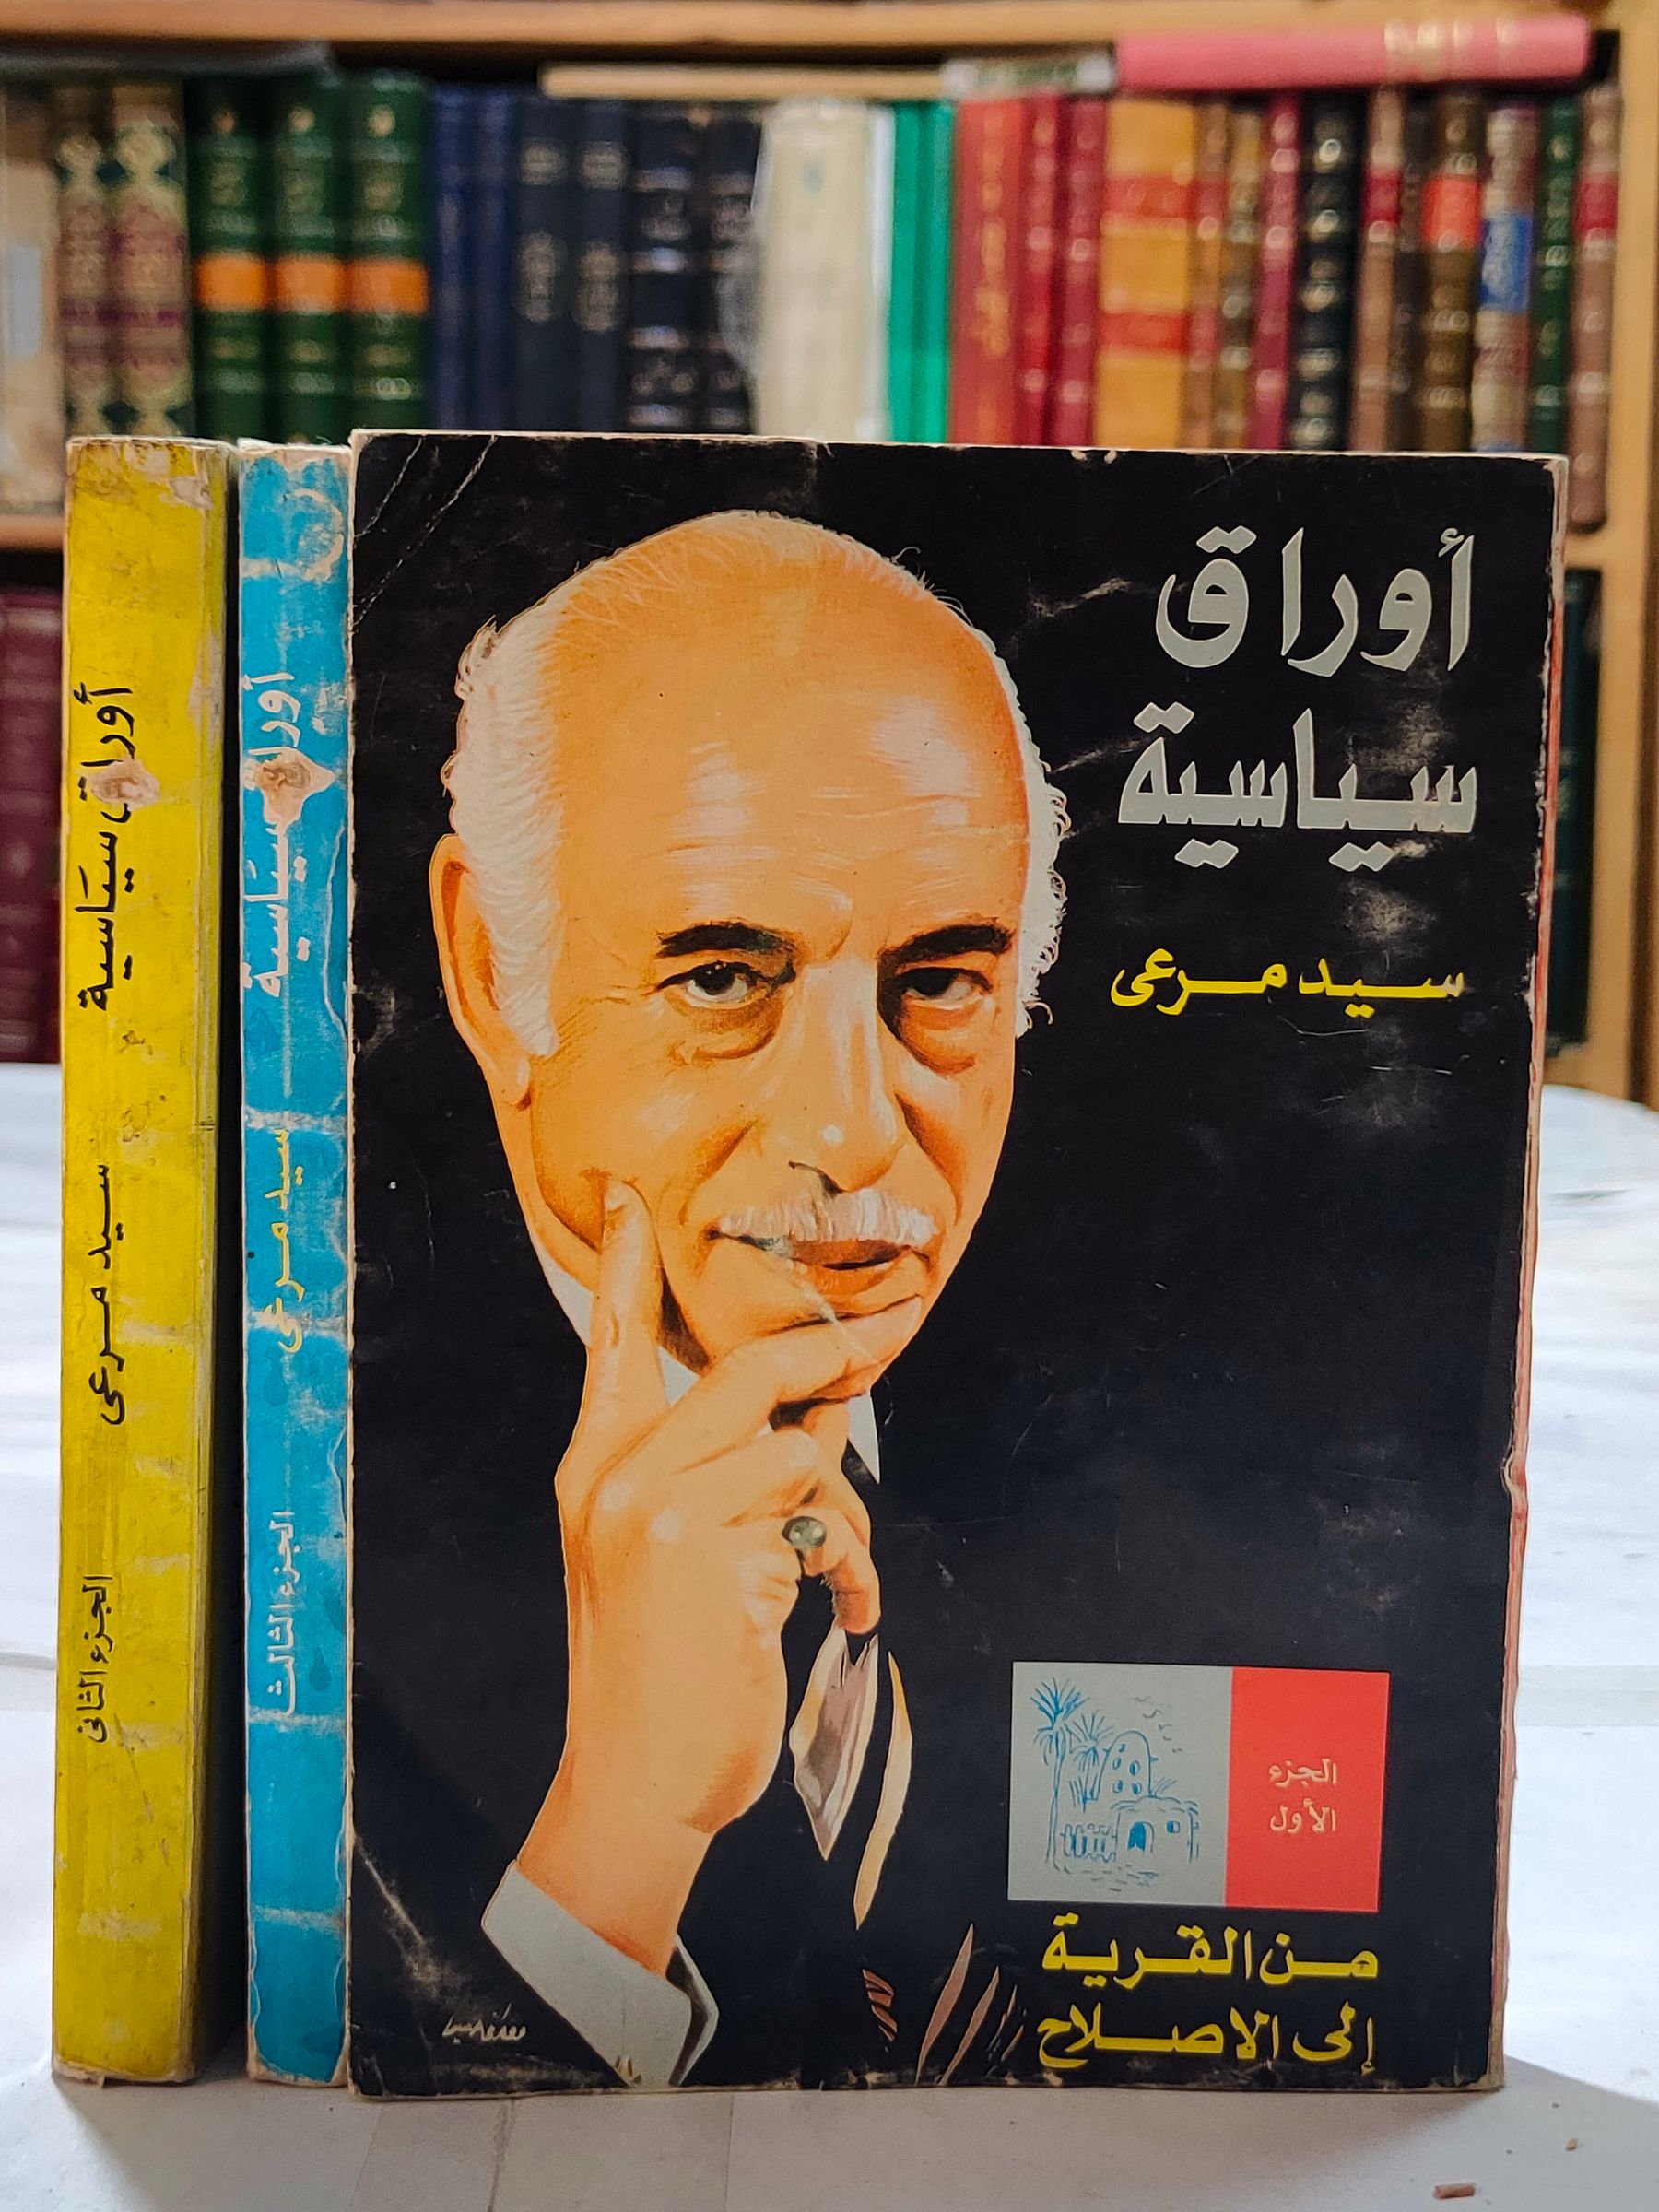 أوراق
سياسية
سيد مرعى
الجزء
الأول
من القرية
إلى الاصلاح
أوراق سياسية
سيد مرعى
الجزء الثالث
أوراق سياسية
سيد مرعى
الجزء الثانى